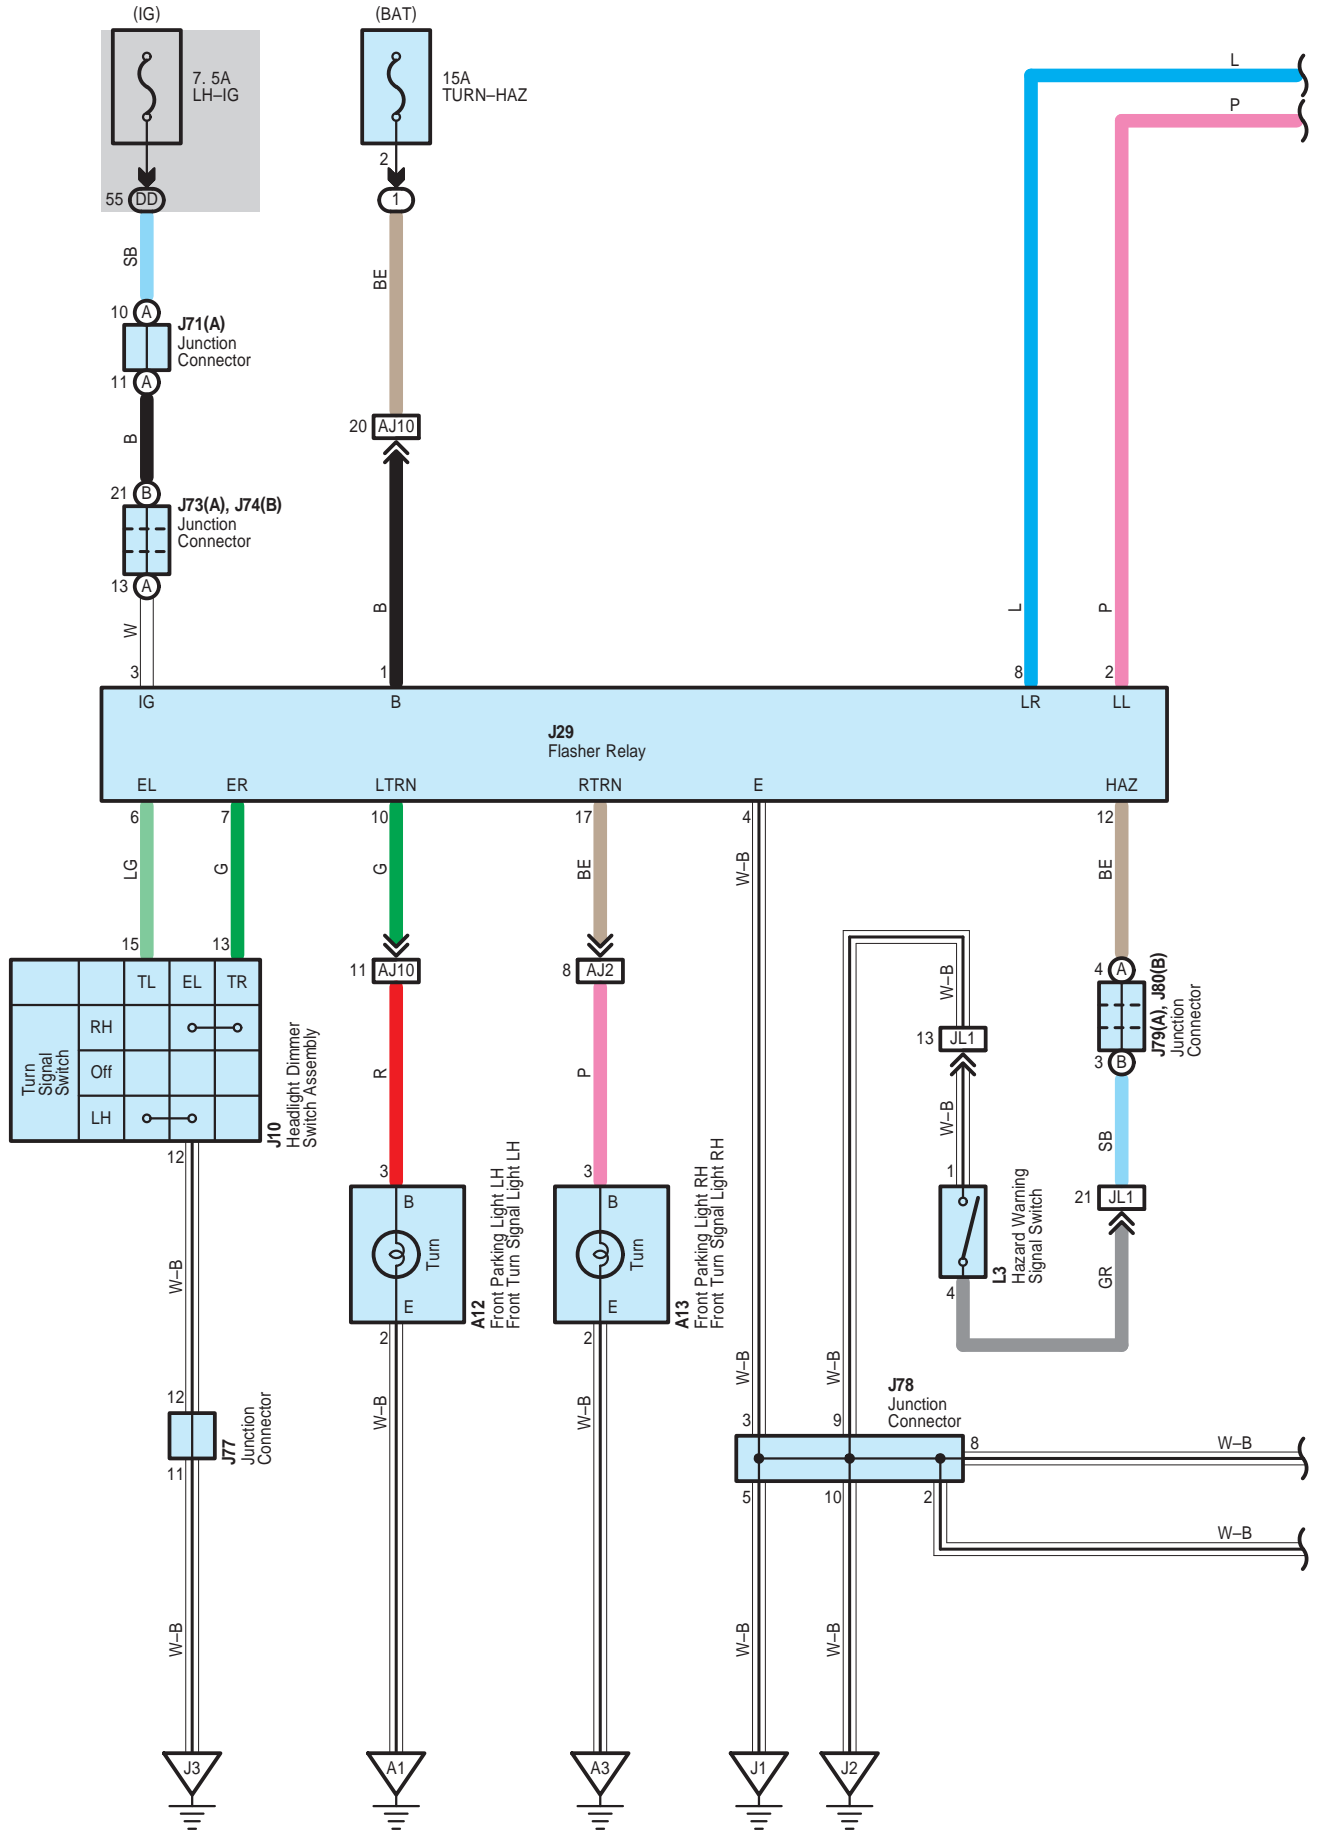 (IG)
(BAT)
7. 5A
LH–IG
15A
TURN–HAZ
L
P
2
55
DD
1
SB
BE
10
A
J71(A)
Junction
Connector
11
A
B
20
AJ10
21
B
J73(A), J74(B)
Junction
Connector
13
A
W
B
L
P
3
1
8
2
IG
B
LR
LL
J29
Flasher Relay
EL
ER
LTRN
RTRN
E
HAZ
6
7
10
17
4
12
LG
G
G
BE
W–B
BE
15
13
11
AJ10
8
AJ2
W–B
4
A
J79(A), J80(B)
Junction
Connector
3
B
TL
EL
TR
RH
Off
LH
Turn
Signal
Switch
J10
Headlight Dimmer
Switch Assembly
13
JL1
R
P
W–B
SB
12
3
3
1
21
JL1
B
Turn
E
A12
Front Parking Light LH
Front Turn Signal Light LH
B
Turn
E
A13
Front Parking Light RH
Front Turn Signal Light RH
L3
Hazard Warning
Signal Switch
4
GR
W–B
2
2
W–B
W–B
W–B
W–B
12
J77
Junction
Connector
11
J78
Junction
Connector
3
9
8
W–B
5
10
2
W–B
W–B
W–B
W–B
J3
A1
A3
J1
J2